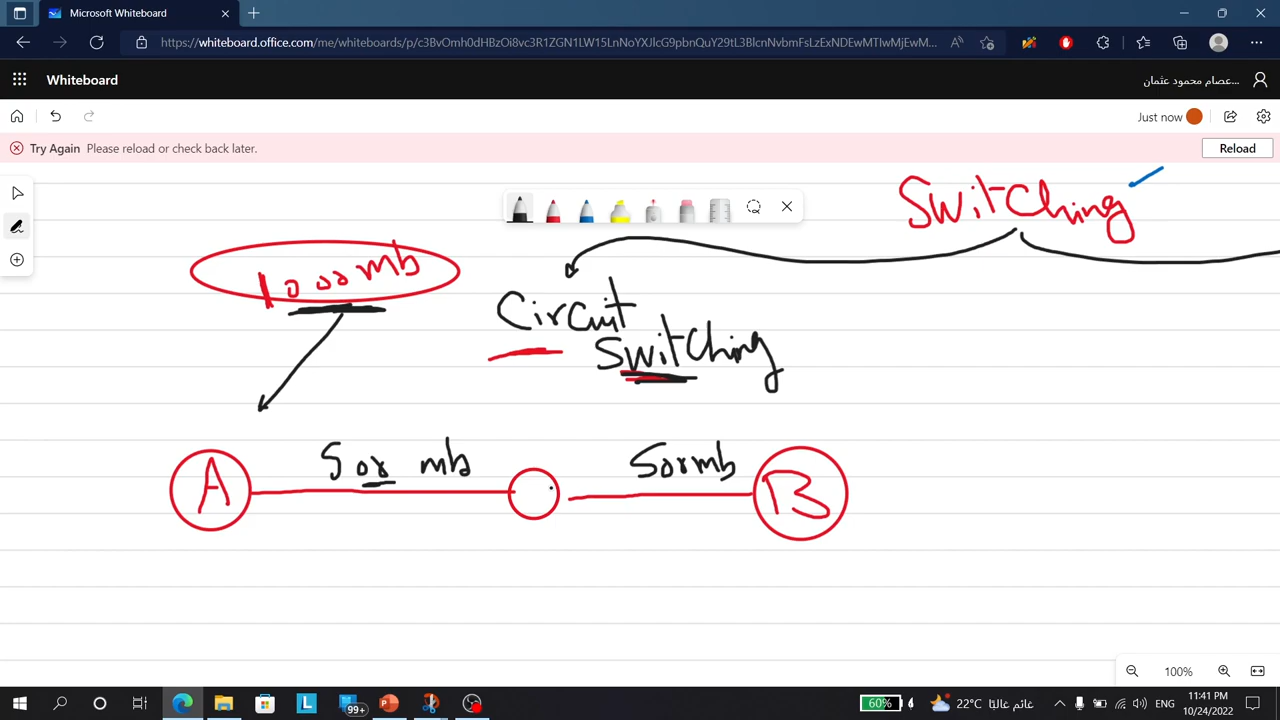 Microsoft Whiteboard
https://whiteboard.office.com/me/whiteboards/p/c3BvOmh0dHBzOi8vc3R1ZGN1LW15LnNoYXJlcG9pbnQuY29tL3BlcnNvbmFsLzExNDEwMTIwMjEwM...
Whiteboard
عصام محمود عثمان...
Just now
Try Again Please reload or check back later.
Reload
Switching
1000mb
Circuit
Switching
500 mb
500mb
A
B
100%
99+
L
60%
22°C غائم غالبًا
ENG
11:41 PM
10/24/2022